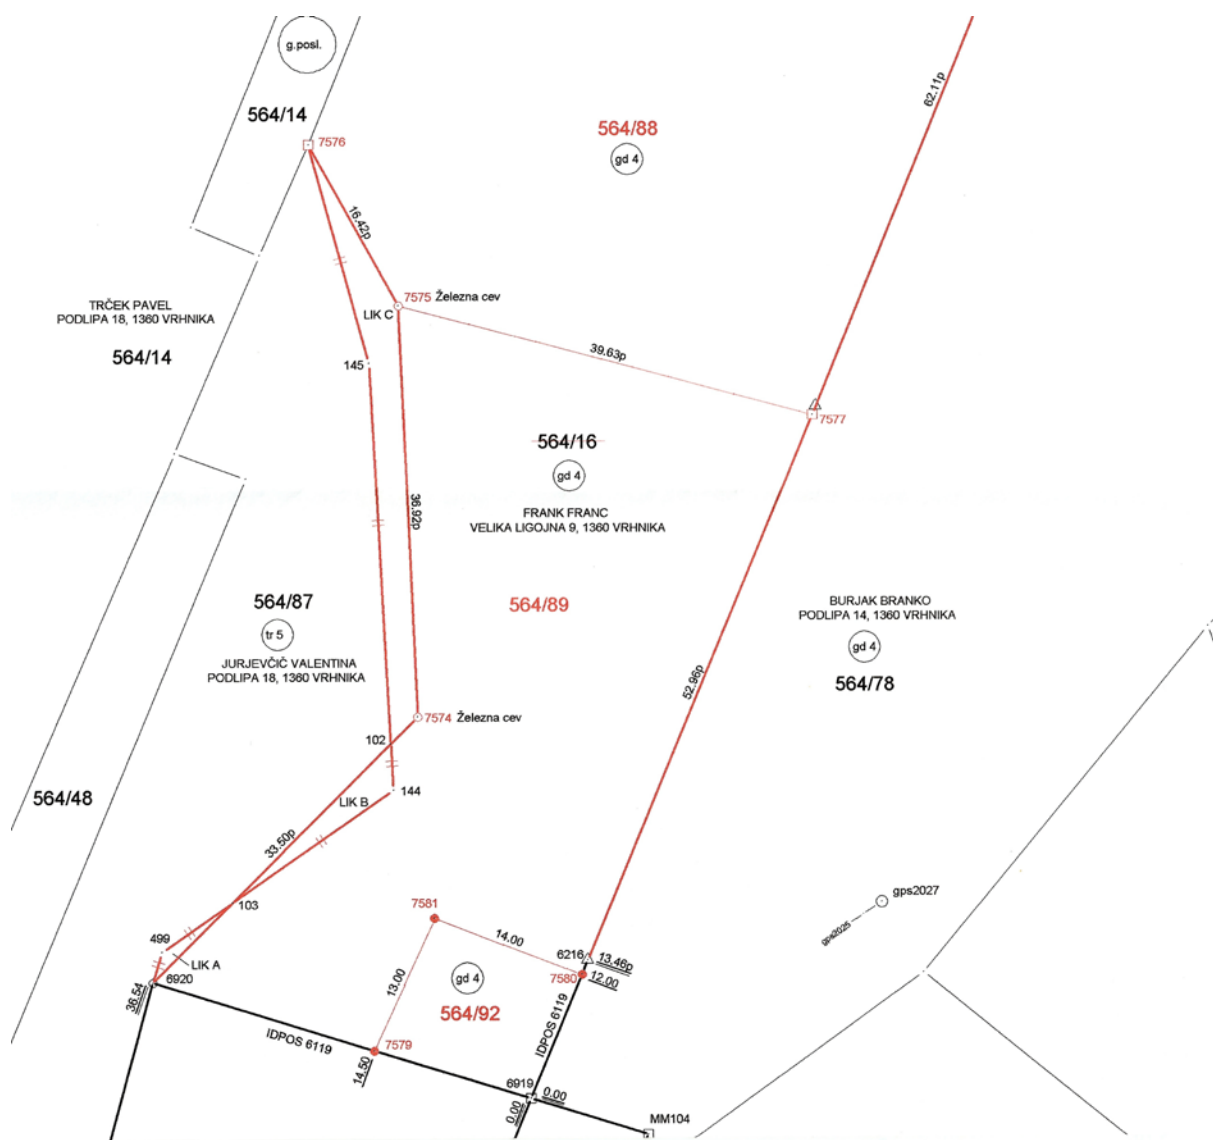 g.posl.
564/14
7576
62.11p
564/88
gd 4
16.42p
7575 Železna cev
LIK C
TRČEK PAVEL
PODLIPA 18, 1360 VRHNIKA
564/14
145
39.63p
7577
564/16
gd 4
FRANK FRANC
VELIKA LIGOJNA 9, 1360 VRHNIKA
36.92p
564/87
tr 5
JURJEVČIČ VALENTINA
PODLIPA 18, 1360 VRHNIKA
564/89
BURJAK BRANKO
PODLIPA 14, 1360 VRHNIKA
gd 4
564/78
52.96p
7574 Železna cev
102
144
LIK B
564/48
33.50p
103
gps2027
gps2025
7581
499
LIK A
6920
36.54
14.00
6216
13.46p
7580
12.00
13.00
gd 4
564/92
IDPOS 6119
IDPOS 6119
7579
14.50
6919
0.00
0.00
MM104